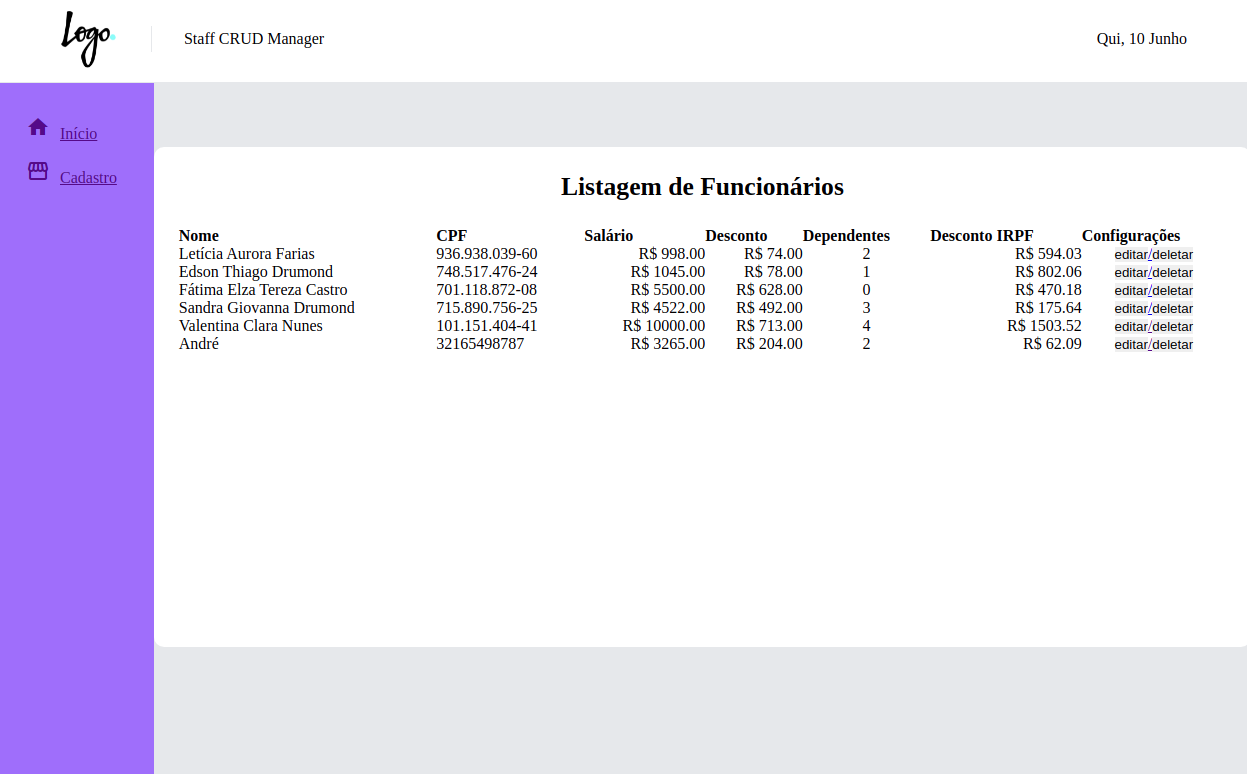 Logo
Staff CRUD Manager
Qui, 10 Junho
Início
Cadastro
Listagem de Funcionários
Nome CPF Salário Desconto Dependentes Desconto IRPF Configurações
Letícia Aurora Farias 936.938.039-60 R$ 998.00 R$ 74.00 2 R$ 594.03 editar/deletar
Edson Thiago Drumond 748.517.476-24 R$ 1045.00 R$ 78.00 1 R$ 802.06 editar/deletar
Fátima Elza Tereza Castro 701.118.872-08 R$ 5500.00 R$ 628.00 0 R$ 470.18 editar/deletar
Sandra Giovanna Drumond 715.890.756-25 R$ 4522.00 R$ 492.00 3 R$ 175.64 editar/deletar
Valentina Clara Nunes 101.151.404-41 R$ 10000.00 R$ 713.00 4 R$ 1503.52 editar/deletar
André 32165498787 R$ 3265.00 R$ 204.00 2 R$ 62.09 editar/deletar